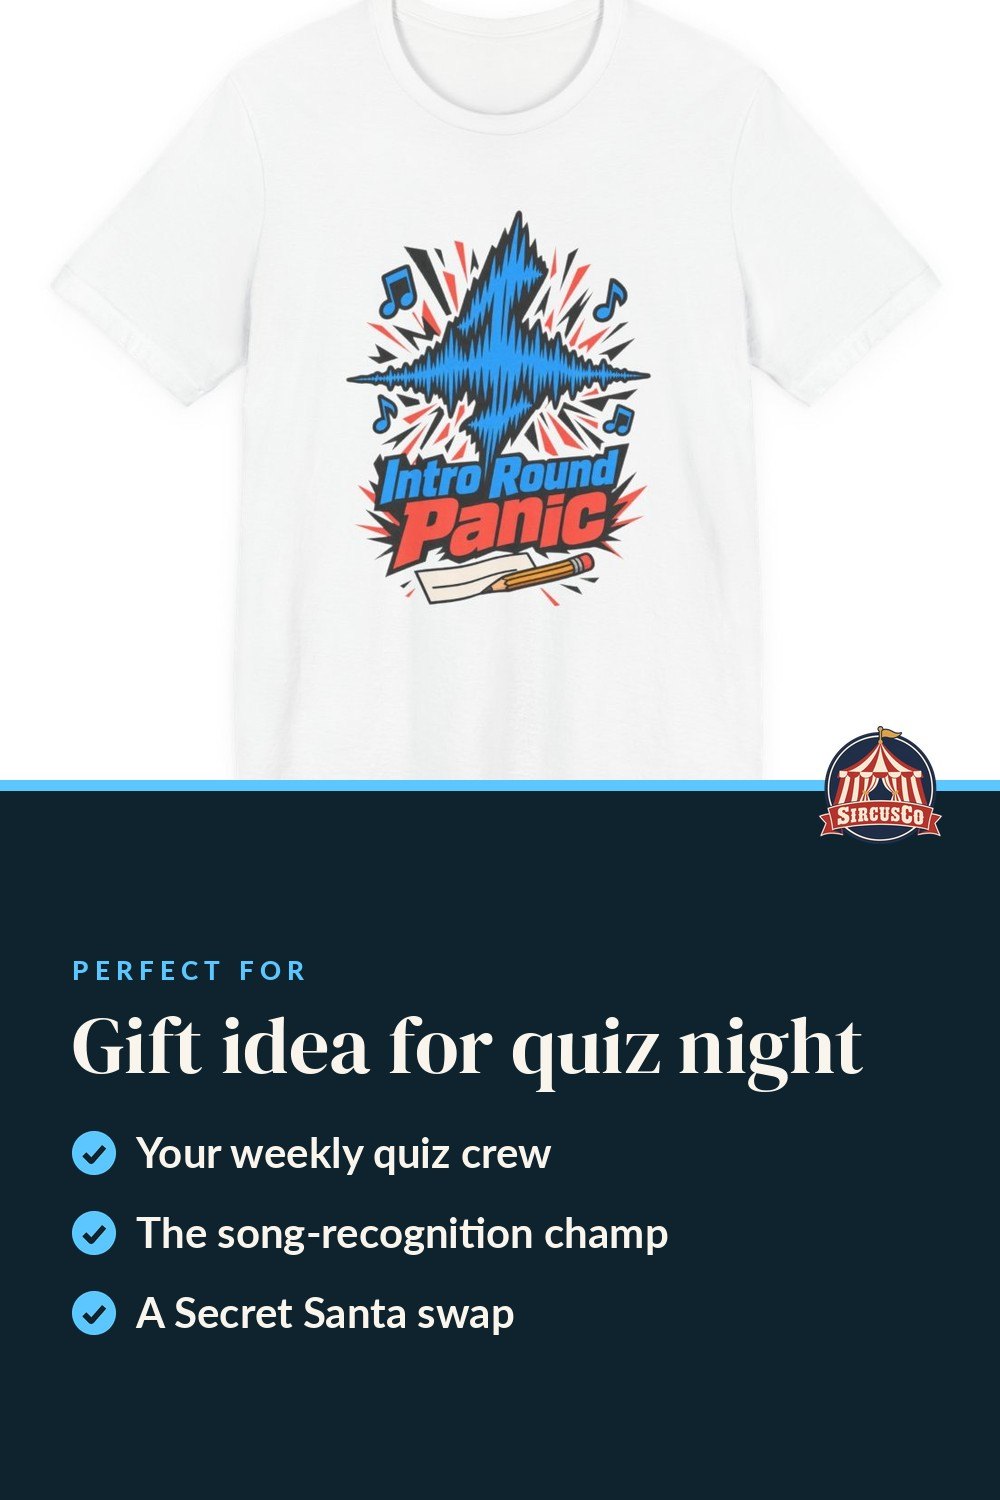 Intro Round
Panic
SIRCUSCO
PERFECT FOR
Gift idea for quiz night
Your weekly quiz crew
The song-recognition champ
A Secret Santa swap